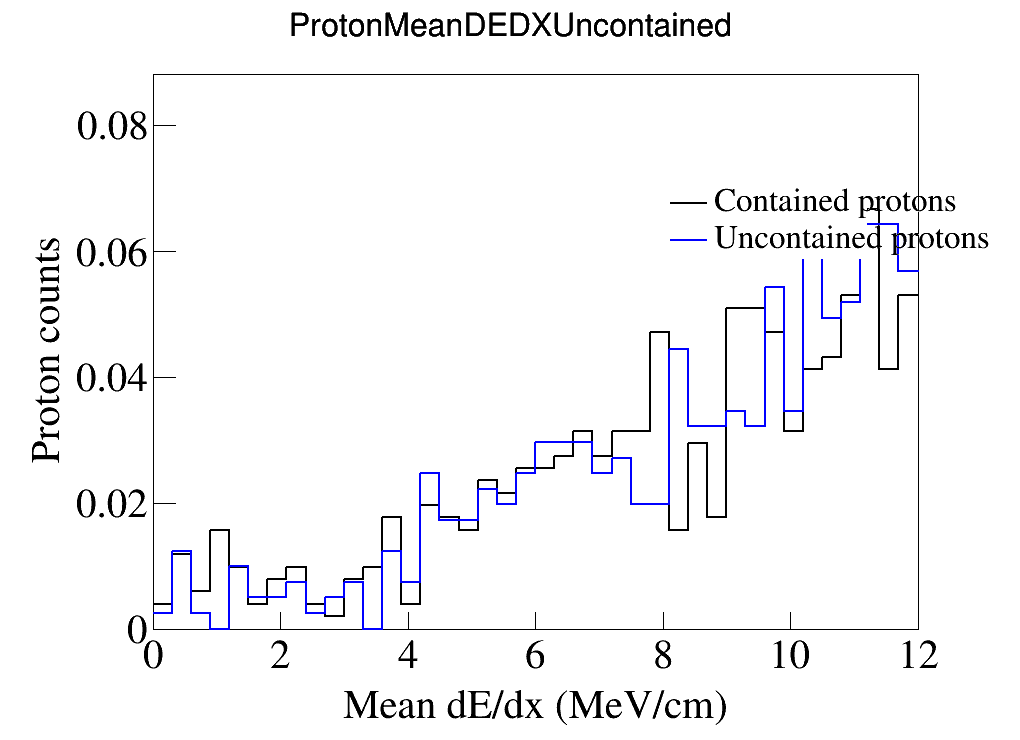 ProtonMeanDEDXUncontained
0.08
0.06
0.04
0.02
0
Proton counts
Contained protons
Uncontained protons
0 2 4 6 8 10 12
Mean dE/dx (MeV/cm)